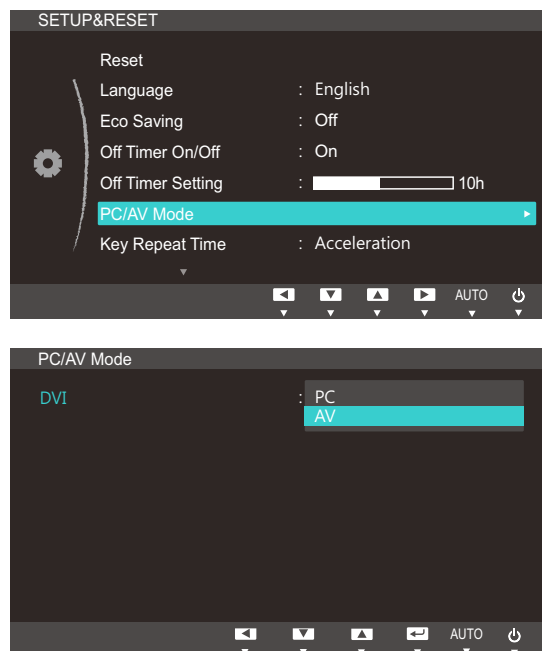 SETUP&RESET
Reset
Language : English
Eco Saving : Off
Off Timer On/Off : On
Off Timer Setting : 10h
PC/AV Mode
Key Repeat Time : Acceleration
AUTO
PC/AV Mode
DVI : PC
AV
AUTO